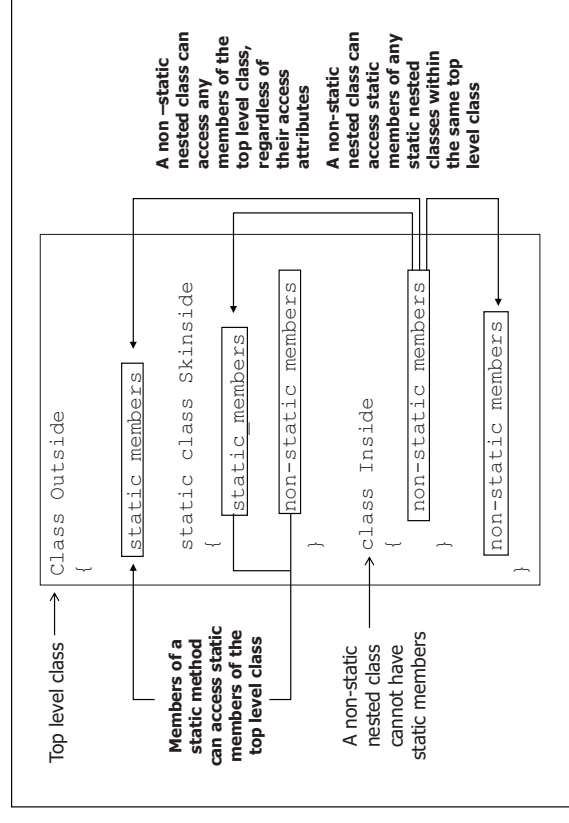 Top level class
Class Outside
{
static members
static class Skinside
{
static_members
non-static members
}
class Inside
{
non-static members
}
non-static members
}
Members of a
static method
can access static
members of the
top level class
A non-static
nested class
cannot have
static members
A non –static
nested class can
access any
members of the
top level class,
regardless of
their access
attributes
A non-static
nested class can
access static
members of any
static nested
classes within
the same top
level class